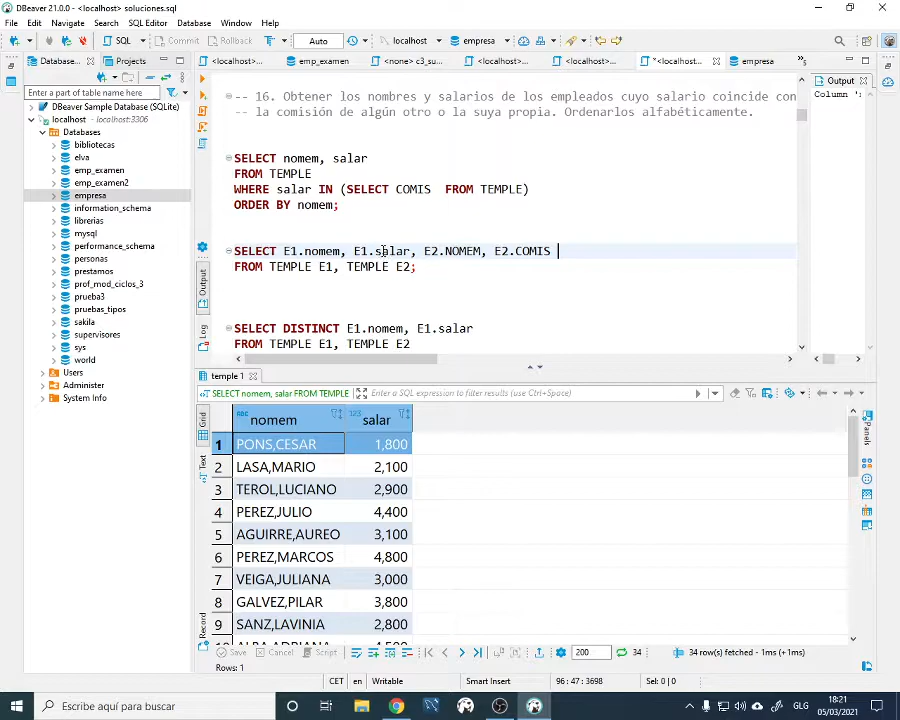 DBeaver 21.0.0 - <localhost> soluciones.sql
File Edit Navigate Search SQL Editor Database Window Help
SQL Commit Rollback T Auto localhost empresa
Database... Projects
<localhost>... emp_examen <none> c3_su... <localhost>... <localhost>... *<localhost... empresa
Enter a part of table name here
DBeaver Sample Database (SQLite)
localhost localhost:3306
Databases
bibliotecas
elva
emp_examen
emp_examen2
empresa
information_schema
librerias
mysql
performance_schema
personas
prestamos
prof_mod_ciclos_3
prueba3
pruebas_tipos
sakila
supervisores
sys
world
Users
Administer
System Info
-- 16. Obtener los nombres y salarios de los empleados cuyo salario coincide con
-- la comisión de algún otro o la suya propia. Ordenarlos alfabéticamente.
SELECT nomem, salar
FROM TEMPLE
WHERE salar IN (SELECT COMIS  FROM TEMPLE)
ORDER BY nomem;
SELECT E1.nomem, E1.salar, E2.NOMEM, E2.COMIS
FROM TEMPLE E1, TEMPLE E2;
SELECT DISTINCT E1.nomem, E1.salar
FROM TEMPLE E1, TEMPLE E2
Output
Log
Output
Column
temple 1
SELECT nomem, salar FROM TEMPLE
Enter a SQL expression to filter results (use Ctrl+Space)
Grid
Text
Record
Panels
nomem salar
1 PONS,CESAR 1,800
2 LASA,MARIO 2,100
3 TEROL,LUCIANO 2,900
4 PEREZ,JULIO 4,400
5 AGUIRRE,AUREO 3,100
6 PEREZ,MARCOS 4,800
7 VEIGA,JULIANA 3,000
8 GALVEZ,PILAR 3,800
9 SANZ,LAVINIA 2,800
Save Cancel Script 200 34 34 row(s) fetched - 1ms (+1ms)
Rows: 1
CET en Writable Smart Insert 96 : 47 : 3698 Sel: 0 | 0
Escribe aquí para buscar
GLG
18:21
05/03/2021